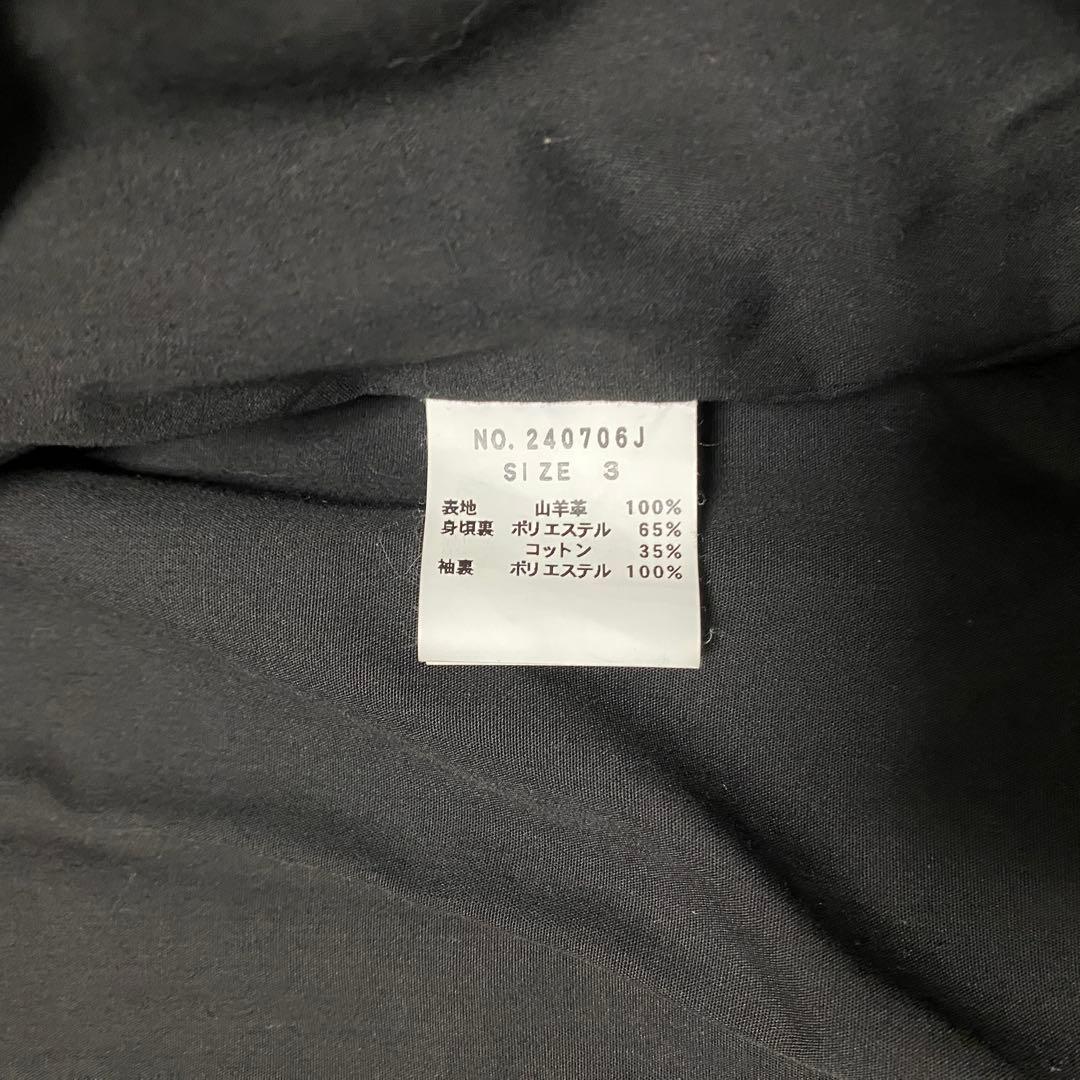 NO. 240706J
SIZE 3
表地 山羊革 100%
身頃裏 ポリエステル 65%
コットン 35%
袖裏 ポリエステル 100%